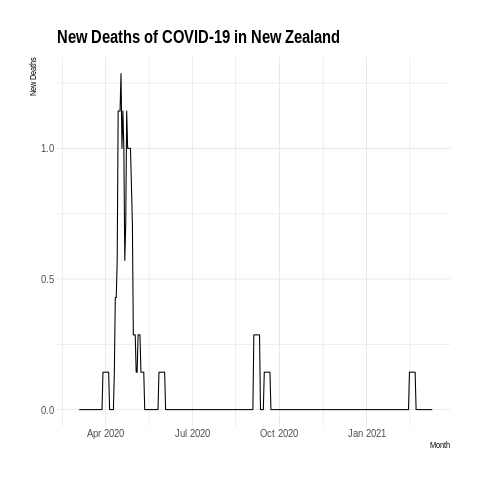 New Deaths of COVID-19 in New Zealand
New Deaths
1.0
0.5
0.0
Apr 2020 Jul 2020 Oct 2020 Jan 2021
Month